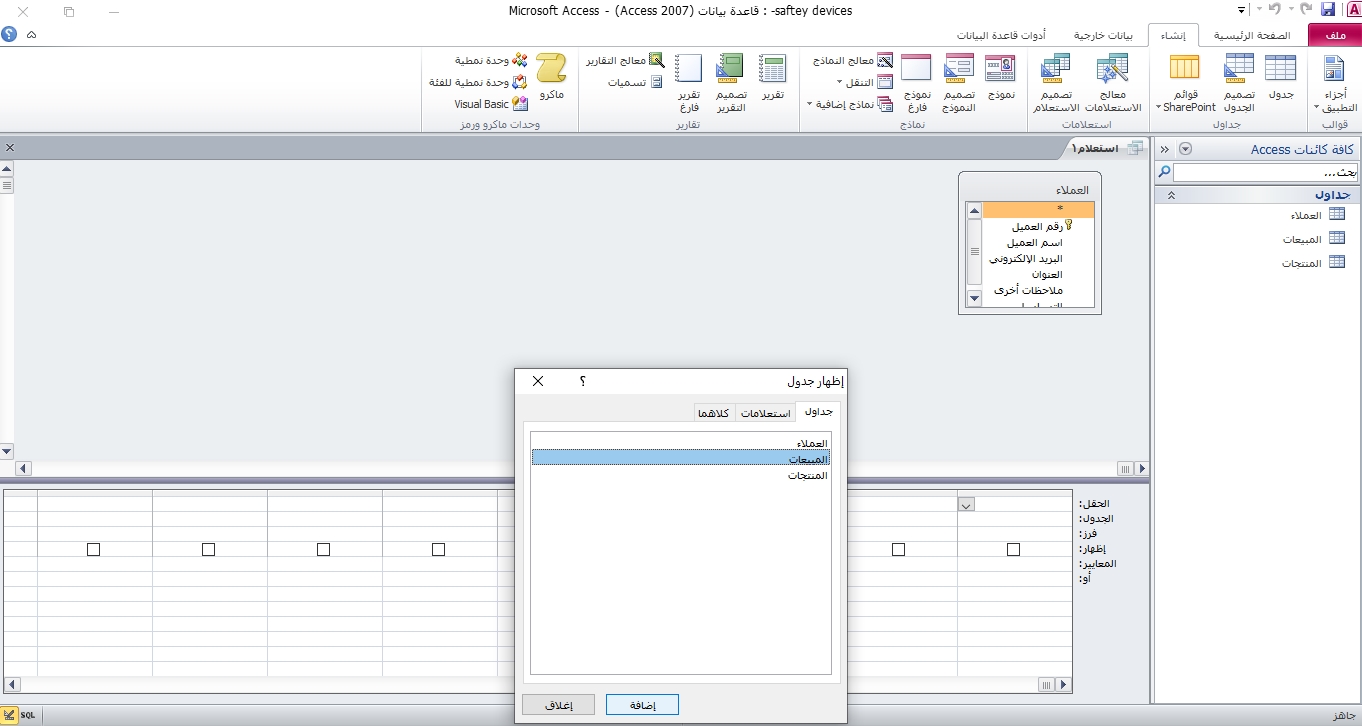 saftey devices- : قاعدة بيانات (Access 2007) - Microsoft Access
ملف الصفحة الرئيسية إنشاء بيانات خارجية أدوات قاعدة البيانات
أجزاء التطبيق
قوالب
جدول
تصميم الجدول
قوائم SharePoint
جدول
معالج الاستعلامات
تصميم الاستعلام
استعلامات
نموذج
تصميم النموذج
نموذج فارغ
معالج النماذج
التنقل
نماذج إضافية
نماذج
تقرير
تصميم التقرير
تقرير فارغ
معالج التقارير
تسميات
تقارير
ماكرو
وحدة نمطية
وحدة نمطية للفئة
Visual Basic
وحدات ماكرو ورمز
كافة كائنات Access
بحث...
جداول
العملاء
المبيعات
المنتجات
استعلام١
العملاء
*
رقم العميل
اسم العميل
البريد الإلكتروني
العنوان
ملاحظات أخرى
إظهار جدول
؟
جداول استعلامات كلاهما
العملاء
المبيعات
المنتجات
إضافة إغلاق
الحقل:
الجدول:
فرز:
إظهار:
المعايير:
أو:
جاهز
SQL